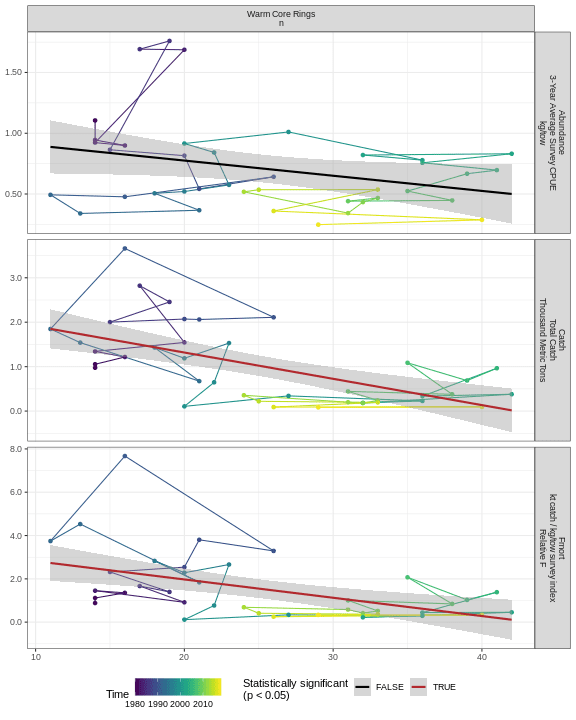 Warm Core Rings
n
1.50
1.00
0.50
Abundance
3-Year Average Survey CPUE
kg/tow
3.0
2.0
1.0
0.0
Catch
Total Catch
Thousand Metric Tons
8.0
6.0
4.0
2.0
0.0
Fmort
kt catch / kg/tow survey index
Relative F
10
20
30
40
Time
1980 1990 2000 2010
Statistically significant
(p < 0.05)
FALSE
TRUE